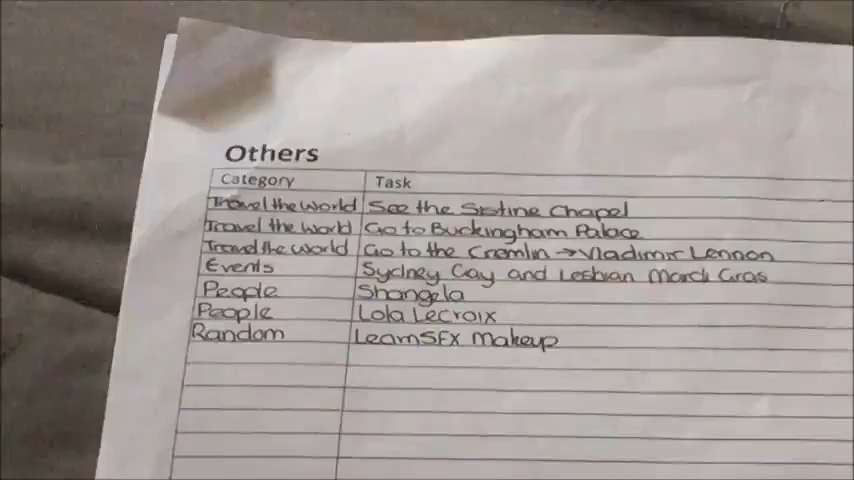 Others
Category Task
Travel the World See the Sistine Chapel
Travel the World Go to Buckingham Palace
Travel the World Go to the Cremlin → Vladimir Lennon
Events Sydney Gay and Lesbian Mardi Gras
People Shangela
People Lola Lecroix
Random Learn SFX Makeup